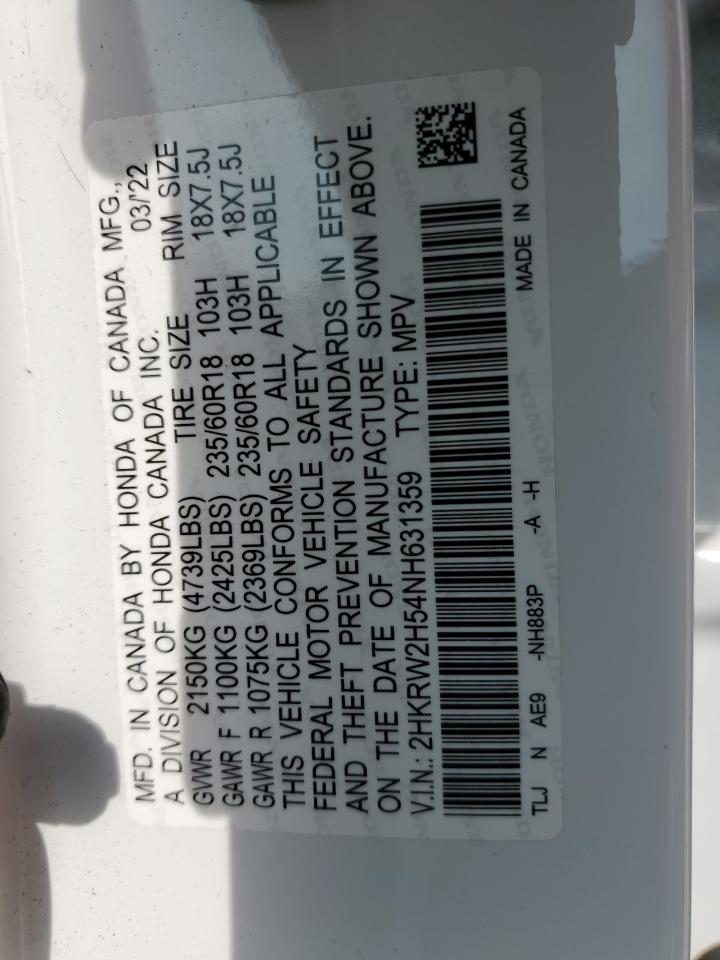 MFD. IN CANADA BY HONDA OF CANADA MFG.,
A DIVISION OF HONDA CANADA INC. 03/'22
GVWR 2150KG (4739LBS) TIRE SIZE RIM SIZE
GAWR F 1100KG (2425LBS) 235/60R18 103H 18X7.5J
GAWR R 1075KG (2369LBS) 235/60R18 103H 18X7.5J
THIS VEHICLE CONFORMS TO ALL APPLICABLE
FEDERAL MOTOR VEHICLE SAFETY
AND THEFT PREVENTION STANDARDS IN EFFECT
ON THE DATE OF MANUFACTURE SHOWN ABOVE.
V.I.N.: 2HKRW2H54NH631359 TYPE: MPV
TLJ N AE9 -NH883P -A -H MADE IN CANADA